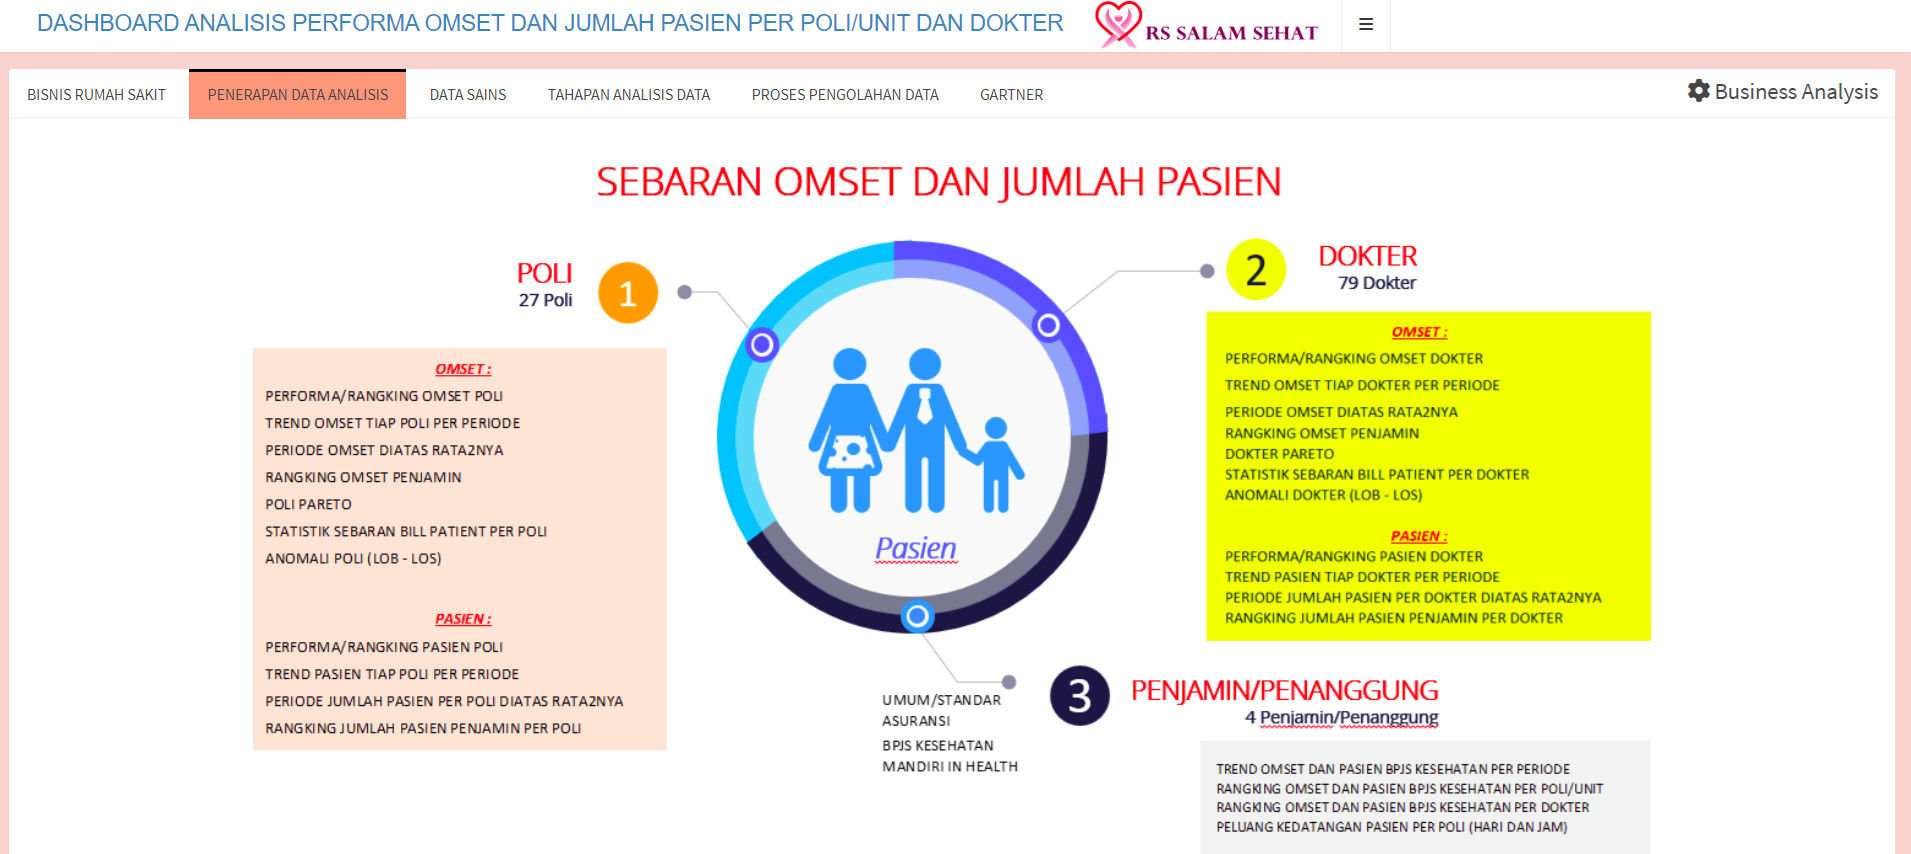 DASHBOARD ANALISIS PERFORMA OMSET DAN JUMLAH PASIEN PER POLI/UNIT DAN DOKTER
RS SALAM SEHAT
BISNIS RUMAH SAKIT
PENERAPAN DATA ANALISIS
DATA SAINS
TAHAPAN ANALISIS DATA
PROSES PENGOLAHAN DATA
GARTNER
Business Analysis
SEBARAN OMSET DAN JUMLAH PASIEN
POLI
27 Poli
1
OMSET :
PERFORMA/RANGKING OMSET POLI
TREND OMSET TIAP POLI PER PERIODE
PERIODE OMSET DIATAS RATA2NYA
RANGKING OMSET PENJAMIN
POLI PARETO
STATISTIK SEBARAN BILL PATIENT PER POLI
ANOMALI POLI (LOB - LOS)
PASIEN :
PERFORMA/RANGKING PASIEN POLI
TREND PASIEN TIAP POLI PER PERIODE
PERIODE JUMLAH PASIEN PER POLI DIATAS RATA2NYA
RANGKING JUMLAH PASIEN PENJAMIN PER POLI
Pasien
2
DOKTER
79 Dokter
OMSET :
PERFORMA/RANGKING OMSET DOKTER
TREND OMSET TIAP DOKTER PER PERIODE
PERIODE OMSET DIATAS RATA2NYA
RANGKING OMSET PENJAMIN
DOKTER PARETO
STATISTIK SEBARAN BILL PATIENT PER DOKTER
ANOMALI DOKTER (LOB - LOS)
PASIEN :
PERFORMA/RANGKING PASIEN DOKTER
TREND PASIEN TIAP DOKTER PER PERIODE
PERIODE JUMLAH PASIEN PER DOKTER DIATAS RATA2NYA
RANGKING JUMLAH PASIEN PENJAMIN PER DOKTER
UMUM/STANDAR
ASURANSI
BPJS KESEHATAN
MANDIRI IN HEALTH
3
PENJAMIN/PENANGGUNG
4 Penjamin/Penanggung
TREND OMSET DAN PASIEN BPJS KESEHATAN PER PERIODE
RANGKING OMSET DAN PASIEN BPJS KESEHATAN PER POLI/UNIT
RANGKING OMSET DAN PASIEN BPJS KESEHATAN PER DOKTER
PELUANG KEDATANGAN PASIEN PER POLI (HARI DAN JAM)